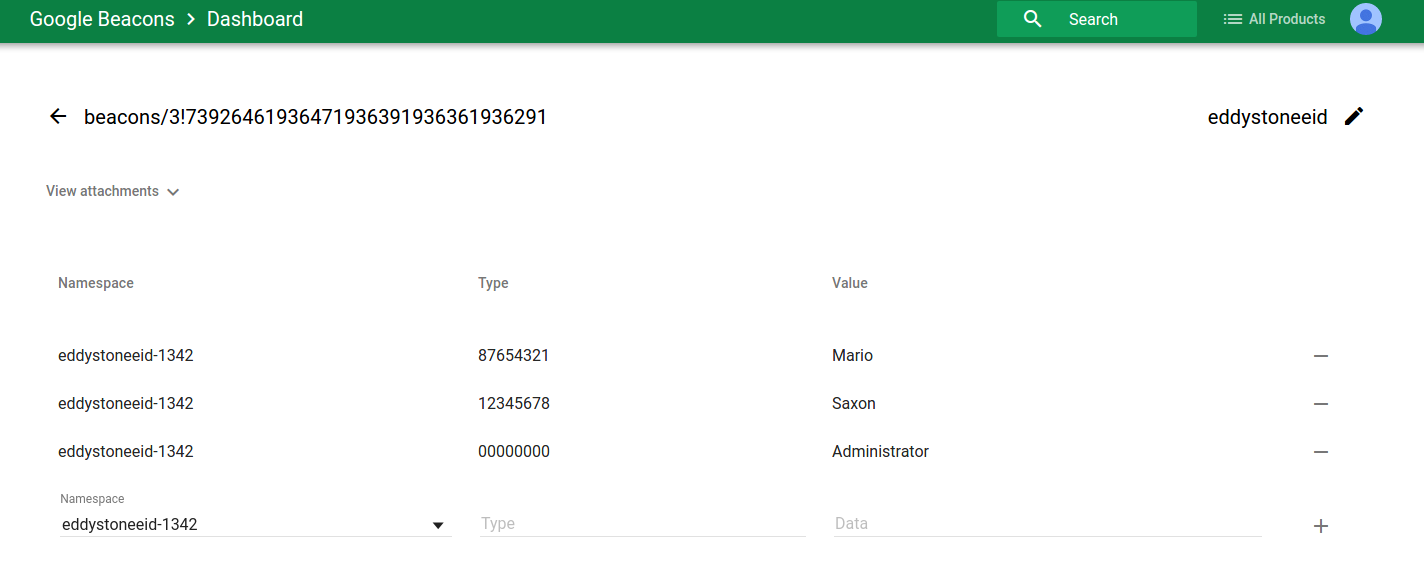 Google Beacons > Dashboard Search All Products
beacons/3!73926461936471936391936361936291 eddystoneeid
View attachments
Namespace Type Value
eddystoneeid-1342 87654321 Mario
eddystoneeid-1342 12345678 Saxon
eddystoneeid-1342 00000000 Administrator
Namespace
eddystoneeid-1342 Type Data